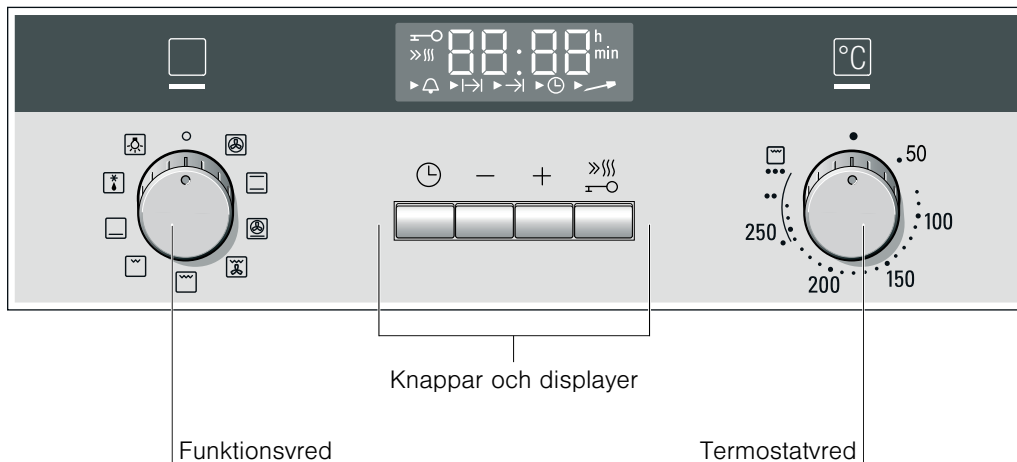 88:88 h
min
°C
50
100
150
200
250
Knappar och displayer
Funktionsvred
Termostatvred